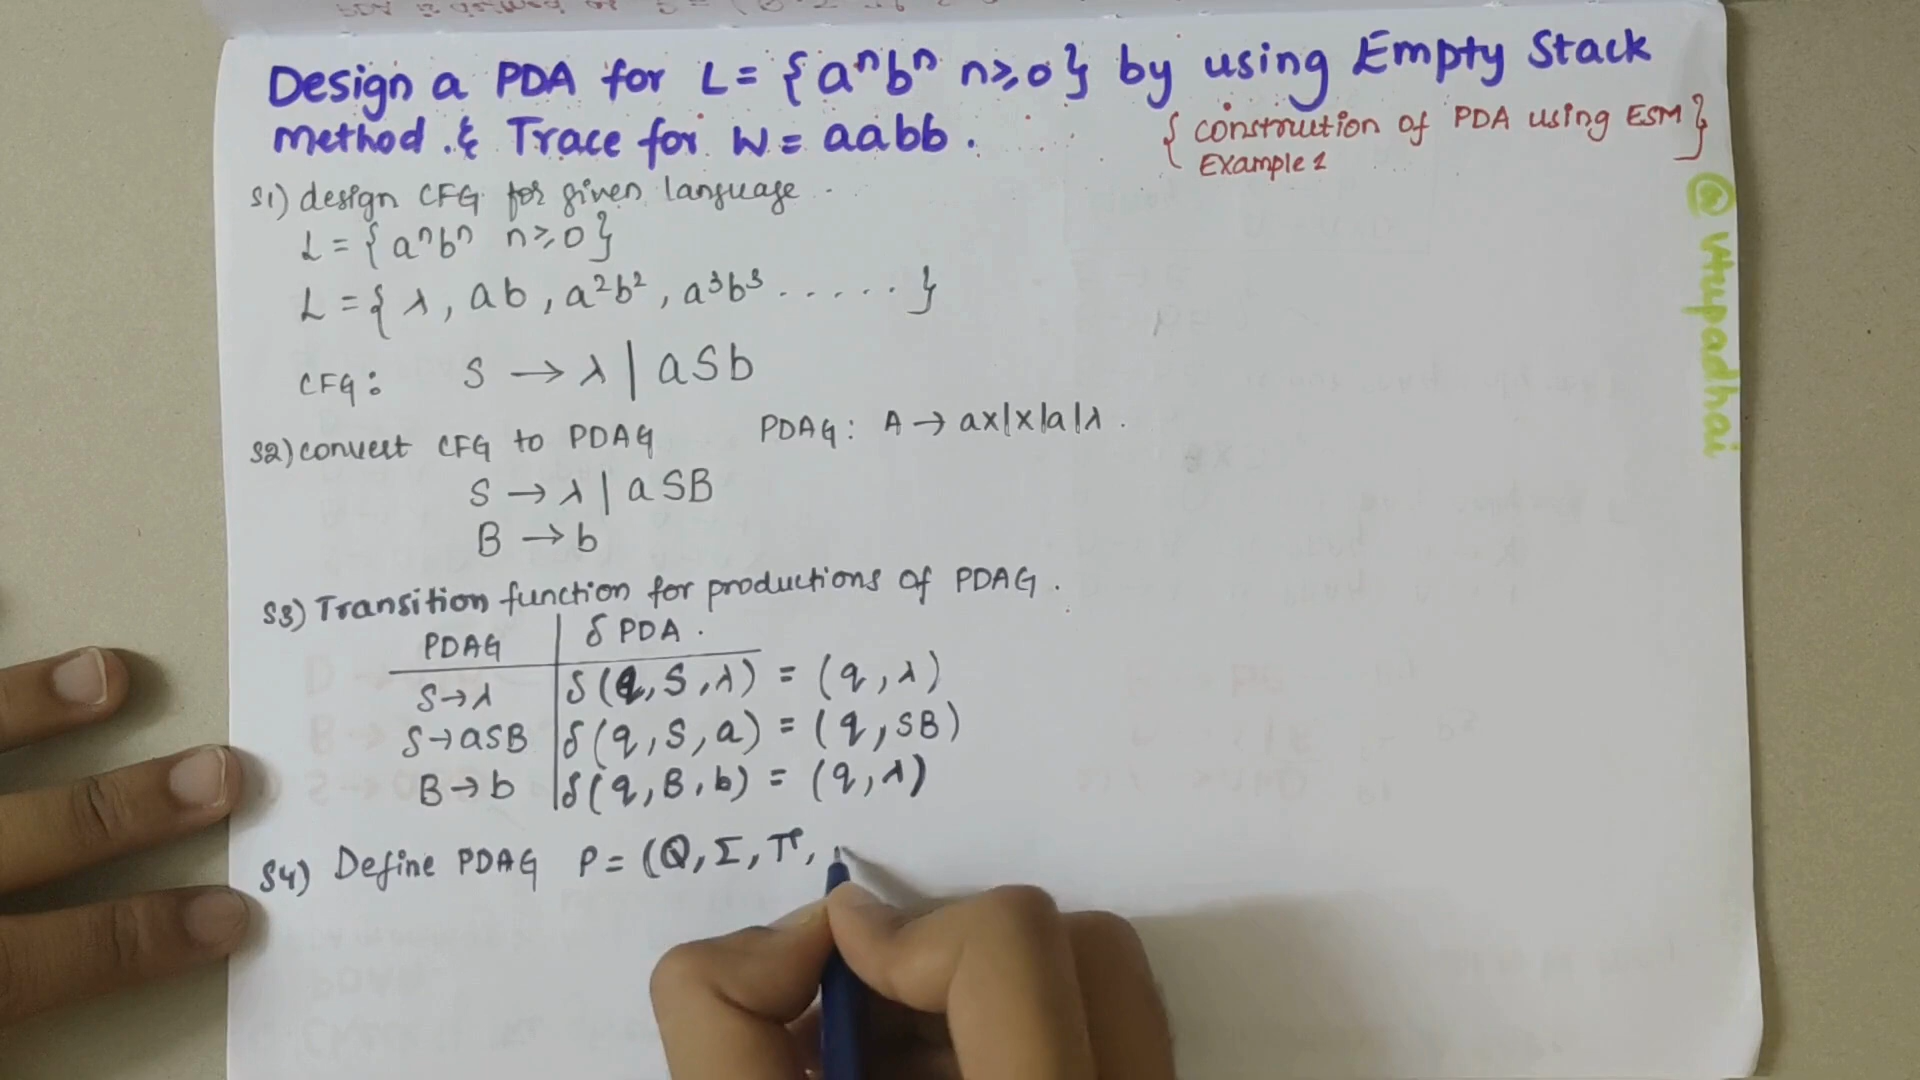 Design a PDA for L = {aⁿbⁿ n≥0} by using Empty Stack
method . & Trace for W = aabb .
{ construction of PDA using ESM }
Example 1
S1) design CFG for given language .
L = { aⁿbⁿ n≥0 }
L = { λ, ab, a²b², a³b³ ...... }
CFG: S → λ | aSb
S2) convert CFG to PDAG PDAG: A → ax|x|a|λ .
S → λ | aSB
B → b
S3) Transition function for productions of PDAG .
PDAG | δ PDA .
S→λ | δ(q, S, λ) = (q, λ)
S→aSB | δ(q, S, a) = (q, SB)
B→b | δ(q, B, b) = (q, λ)
S4) Define PDAG P = (Q, Σ, Γ,
@ Vtupadhai